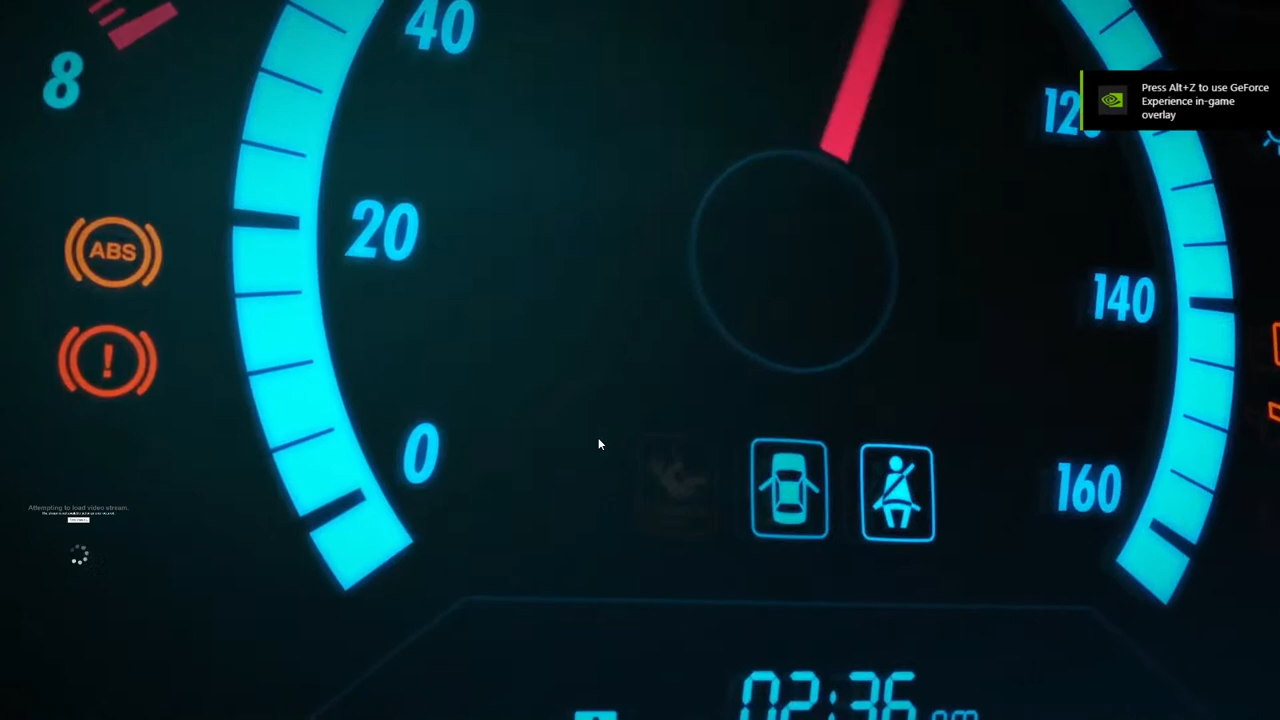 40
8
120
Press Alt+Z to use GeForce
Experience in-game
overlay
20
ABS
140
!
0
160
Attempting to load video stream.
02:36